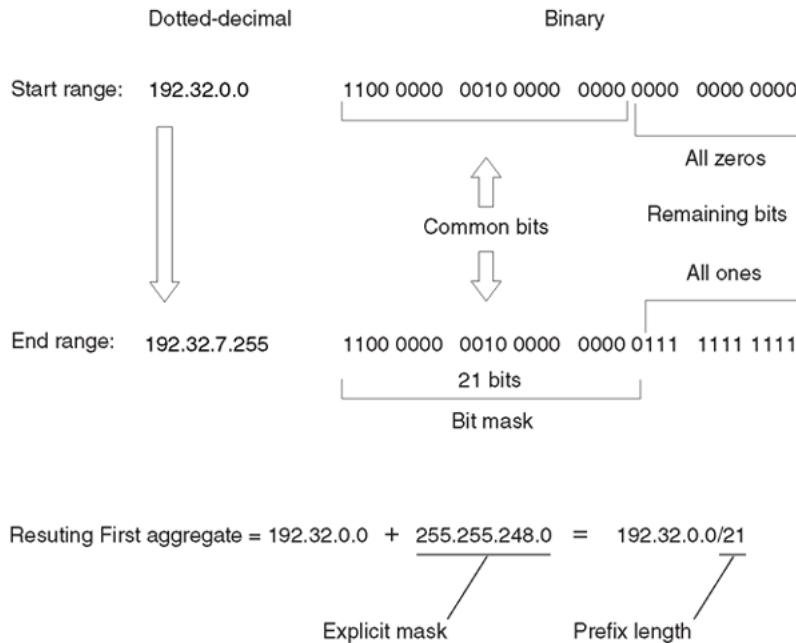 Dotted-decimal Binary
Start range: 192.32.0.0 1100 0000 0010 0000 0000 0000 0000 0000
All zeros
Common bits Remaining bits
All ones
End range: 192.32.7.255 1100 0000 0010 0000 0000 0111 1111 1111
21 bits
Bit mask
Resuting First aggregate = 192.32.0.0 + 255.255.248.0 = 192.32.0.0/21
Explicit mask Prefix length